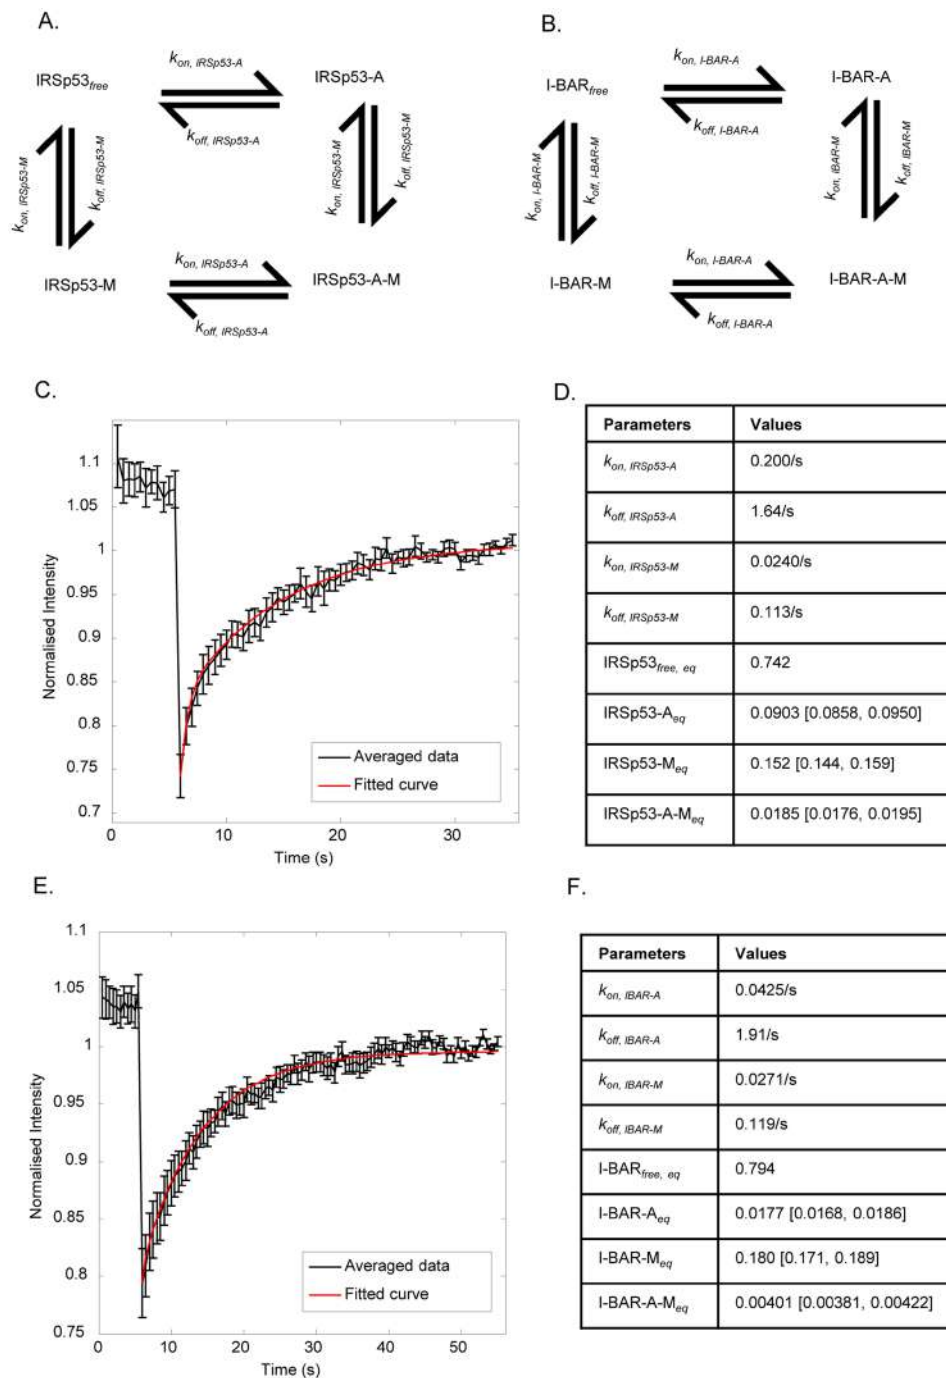 A.
IRSp53free
kon, IRSp53-A
koff, IRSp53-A
IRSp53-A
kon, IRSp53-M
koff, IRSp53-M
kon, IRSp53-M
koff, IRSp53-M
IRSp53-M
kon, IRSp53-A
koff, IRSp53-A
IRSp53-A-M
B.
I-BARfree
kon, I-BAR-A
koff, I-BAR-A
I-BAR-A
kon, I-BAR-M
koff, I-BAR-M
kon, IBAR-M
koff, IBAR-M
I-BAR-M
kon, I-BAR-A
koff, I-BAR-A
I-BAR-A-M
C.
Normalised Intensity
1.1
1.05
1
0.95
0.9
0.85
0.8
0.75
0.7
0 10 20 30
Time (s)
Averaged data
Fitted curve
D.
Parameters Values
kon, IRSp53-A 0.200/s
koff, IRSp53-A 1.64/s
kon, IRSp53-M 0.0240/s
koff, IRSp53-M 0.113/s
IRSp53free, eq 0.742
IRSp53-Aeq 0.0903 [0.0858, 0.0950]
IRSp53-Meq 0.152 [0.144, 0.159]
IRSp53-A-Meq 0.0185 [0.0176, 0.0195]
E.
Normalised Intensity
1.1
1.05
1
0.95
0.9
0.85
0.8
0.75
0 10 20 30 40 50
Time (s)
Averaged data
Fitted curve
F.
Parameters Values
kon, IBAR-A 0.0425/s
koff, IBAR-A 1.91/s
kon, IBAR-M 0.0271/s
koff, IBAR-M 0.119/s
I-BARfree, eq 0.794
I-BAR-Aeq 0.0177 [0.0168, 0.0186]
I-BAR-Meq 0.180 [0.171, 0.189]
I-BAR-A-Meq 0.00401 [0.00381, 0.00422]